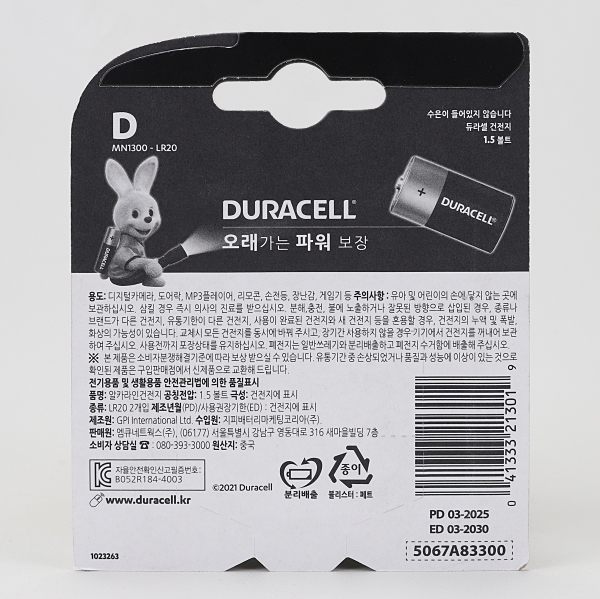 D
MN1300 - LR20
수은이 들어있지 않습니다
듀라셀 건전지
1.5 볼트
DURACELL
DURACELL®
오래가는 파워 보장
용도: 디지털카메라, 도어락, MP3플레이어, 리모콘, 손전등, 장난감, 게임기 등 주의사항: 유아 및 어린이의 손에 닿지 않는 곳에
보관하십시오. 삼킬 경우 즉시 의사의 진료를 받으십시오. 분해,충전, 불에 노출하거나 잘못된 방향으로 삽입된 경우, 종류나
브랜드가 다른 건전지, 유통기한이 다른 건전지, 사용이 완료된 건전지와 새 건전지 등을 혼용할 경우, 건전지의 누액 및 폭발,
화상의 가능성이 있습니다. 교체시 모든 건전지를 동시에 바꿔 주시고, 장기간 사용하지 않을 경우 기기에서 건전지를 꺼내어 보관
하여 주십시오. 사용전까지 포장상태를 유지하십시오. 폐전지는 일반쓰레기와 분리배출하고 폐전지 수거함에 배출해 주십시오.
※ 본 제품은 소비자분쟁해결기준에 따라 보상 받으실 수 있습니다. 유통기간 중 손상되었거나 품질과 성능에 이상이 있는 것으로
확인된 제품은 구입판매점에서 신제품으로 교환해 드립니다.
전기용품 및 생활용품 안전관리법에 의한 품질표시
품명: 알카라인건전지 공칭전압: 1.5 볼트 극성: 건전지에 표시
종류: LR20 2개입 제조년월(PD)/사용권장기한(ED) : 건전지에 표시
제조원: GPI International Ltd. 수입원: 지피배터리마케팅코리아(주).
판매원: 엠큐네트웍스(주), (06177) 서울특별시 강남구 영동대로 316 새마을빌딩 7층
소비자 상담실 ☎ : 080-393-3000 원산지: 중국
자율안전확인신고필증번호:
B052R184-4003
www.duracell.kr
©2021 Duracell
분리배출
종이
블리스터 : 페트
0 41333 21301 9
PD 03-2025
ED 03-2030
1023263
5067A83300